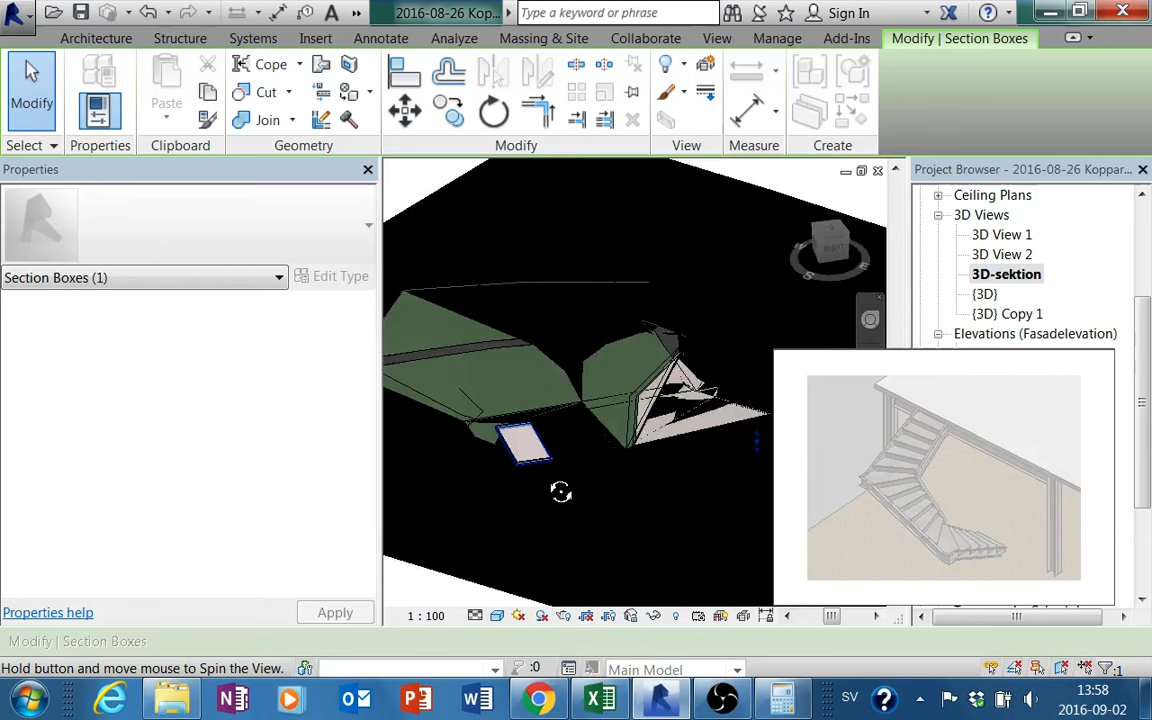 2016-08-26 Kopp...
Type a keyword or phrase
Sign In
Architecture Structure Systems Insert Annotate Analyze Massing & Site Collaborate View Manage Add-Ins Modify | Section Boxes
Modify
Paste
Cope
Cut
Join
Select Properties Clipboard Geometry Modify View Measure Create
Properties
Project Browser - 2016-08-26 Koppar...
Section Boxes (1)
Edit Type
Ceiling Plans
3D Views
3D View 1
3D View 2
3D-sektion
{3D}
{3D} Copy 1
Elevations (Fasadelevation)
RIGHT
Properties help
Apply
1 : 100
Modify | Section Boxes
Hold button and move mouse to Spin the View.
:0
Main Model
:1
SV
13:58
2016-09-02